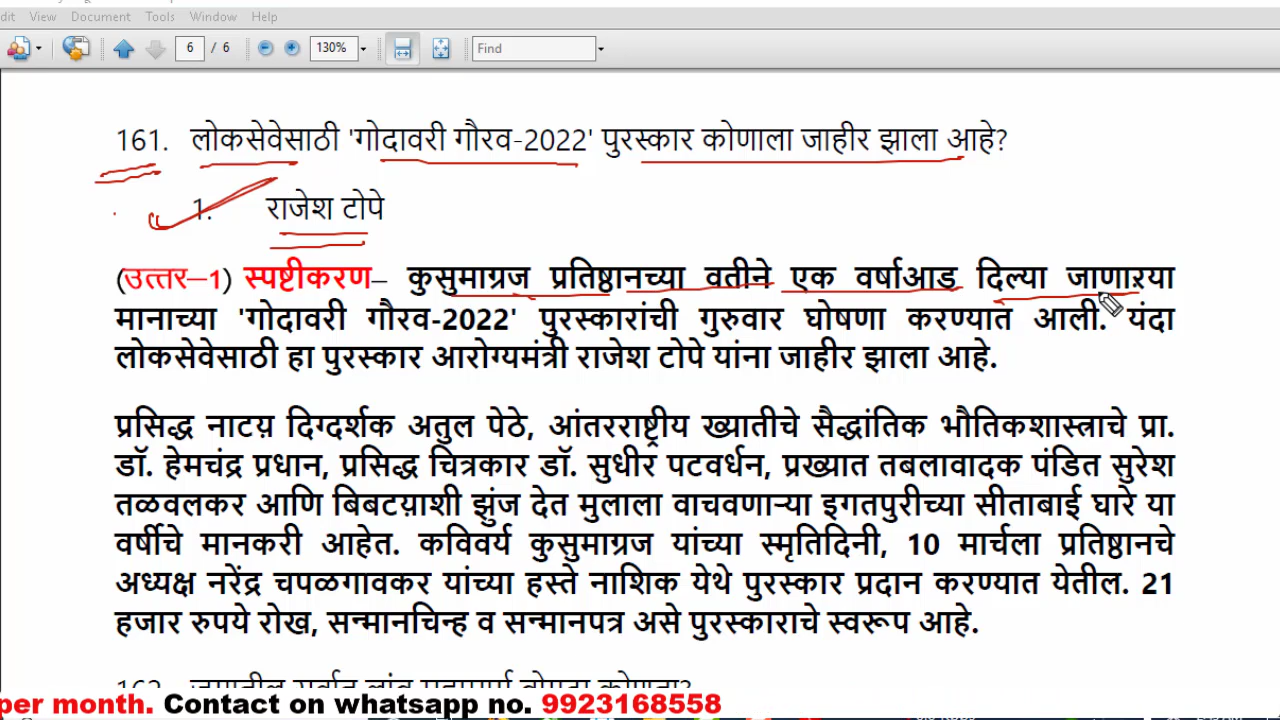 View Document Tools Window Help
6 / 6 130% Find
161. लोकसेवेसाठी 'गोदावरी गौरव-2022' पुरस्कार कोणाला जाहीर झाला आहे?
1. राजेश टोपे
(उत्तर–1) स्पष्टीकरण– कुसुमाग्रज प्रतिष्ठानच्या वतीने एक वर्षाआड दिल्या जाणाऱया
मानाच्या 'गोदावरी गौरव-2022' पुरस्कारांची गुरुवार घोषणा करण्यात आली. यंदा
लोकसेवेसाठी हा पुरस्कार आरोग्यमंत्री राजेश टोपे यांना जाहीर झाला आहे.
प्रसिद्ध नाटय़ दिग्दर्शक अतुल पेठे, आंतरराष्ट्रीय ख्यातीचे सैद्धांतिक भौतिकशास्त्राचे प्रा.
डॉ. हेमचंद्र प्रधान, प्रसिद्ध चित्रकार डॉ. सुधीर पटवर्धन, प्रख्यात तबलावादक पंडित सुरेश
तळवलकर आणि बिबटय़ाशी झुंज देत मुलाला वाचवणाऱ्या इगतपुरीच्या सीताबाई घारे या
वर्षीचे मानकरी आहेत. कविवर्य कुसुमाग्रज यांच्या स्मृतिदिनी, 10 मार्चला प्रतिष्ठानचे
अध्यक्ष नरेंद्र चपळगावकर यांच्या हस्ते नाशिक येथे पुरस्कार प्रदान करण्यात येतील. 21
हजार रुपये रोख, सन्मानचिन्ह व सन्मानपत्र असे पुरस्काराचे स्वरूप आहे.
per month. Contact on whatsapp no. 9923168558